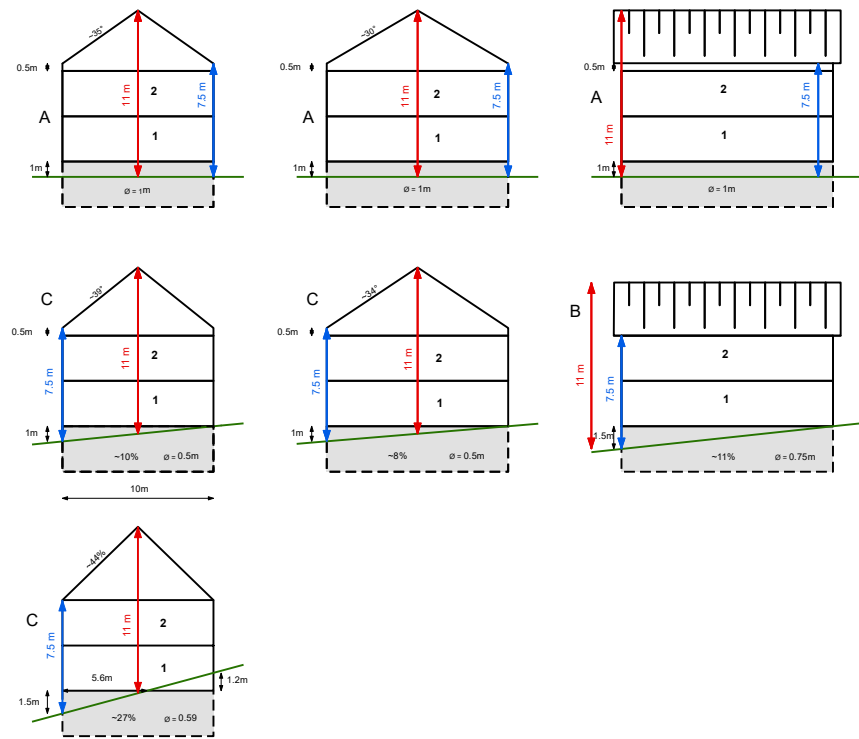 ~35°
0.5m
2
11 m
7.5 m
A
1
1m
Ø = 1m
~30°
0.5m
2
11 m
7.5 m
A
1
1m
Ø = 1m
0.5m
2
A
7.5 m
11 m
1
1m
Ø = 1m
C
~39°
0.5m
2
11 m
7.5 m
1
1m
~10%
Ø = 0.5m
10m
C
~34°
0.5m
2
11 m
7.5 m
1
1m
~8%
Ø = 0.5m
B
2
11 m
7.5 m
1
1.5m
~11%
Ø = 0.75m
~44%
C
2
11 m
7.5 m
1
5.6m
1.2m
1.5m
~27%
Ø = 0.59